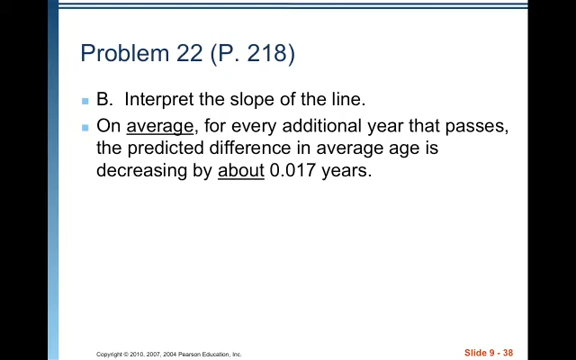 Problem 22 (P. 218)
B. Interpret the slope of the line.
On average, for every additional year that passes,
the predicted difference in average age is
decreasing by about 0.017 years.
Copyright © 2010, 2007, 2004 Pearson Education, Inc.
Slide 9 - 38